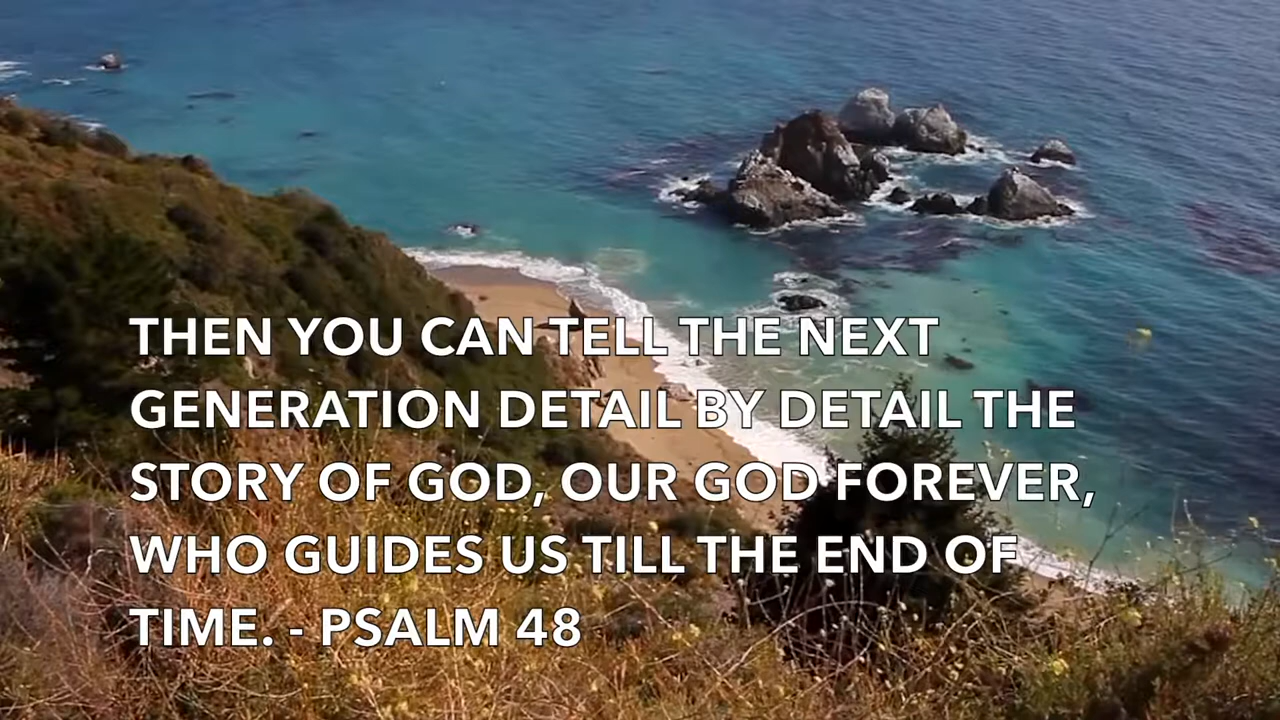 THEN YOU CAN TELL THE NEXT
GENERATION DETAIL BY DETAIL THE
STORY OF GOD, OUR GOD FOREVER,
WHO GUIDES US TILL THE END OF
TIME. - PSALM 48